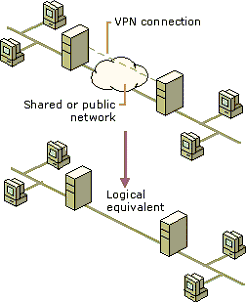 VPN connection
Shared or public
network
Logical
equivalent